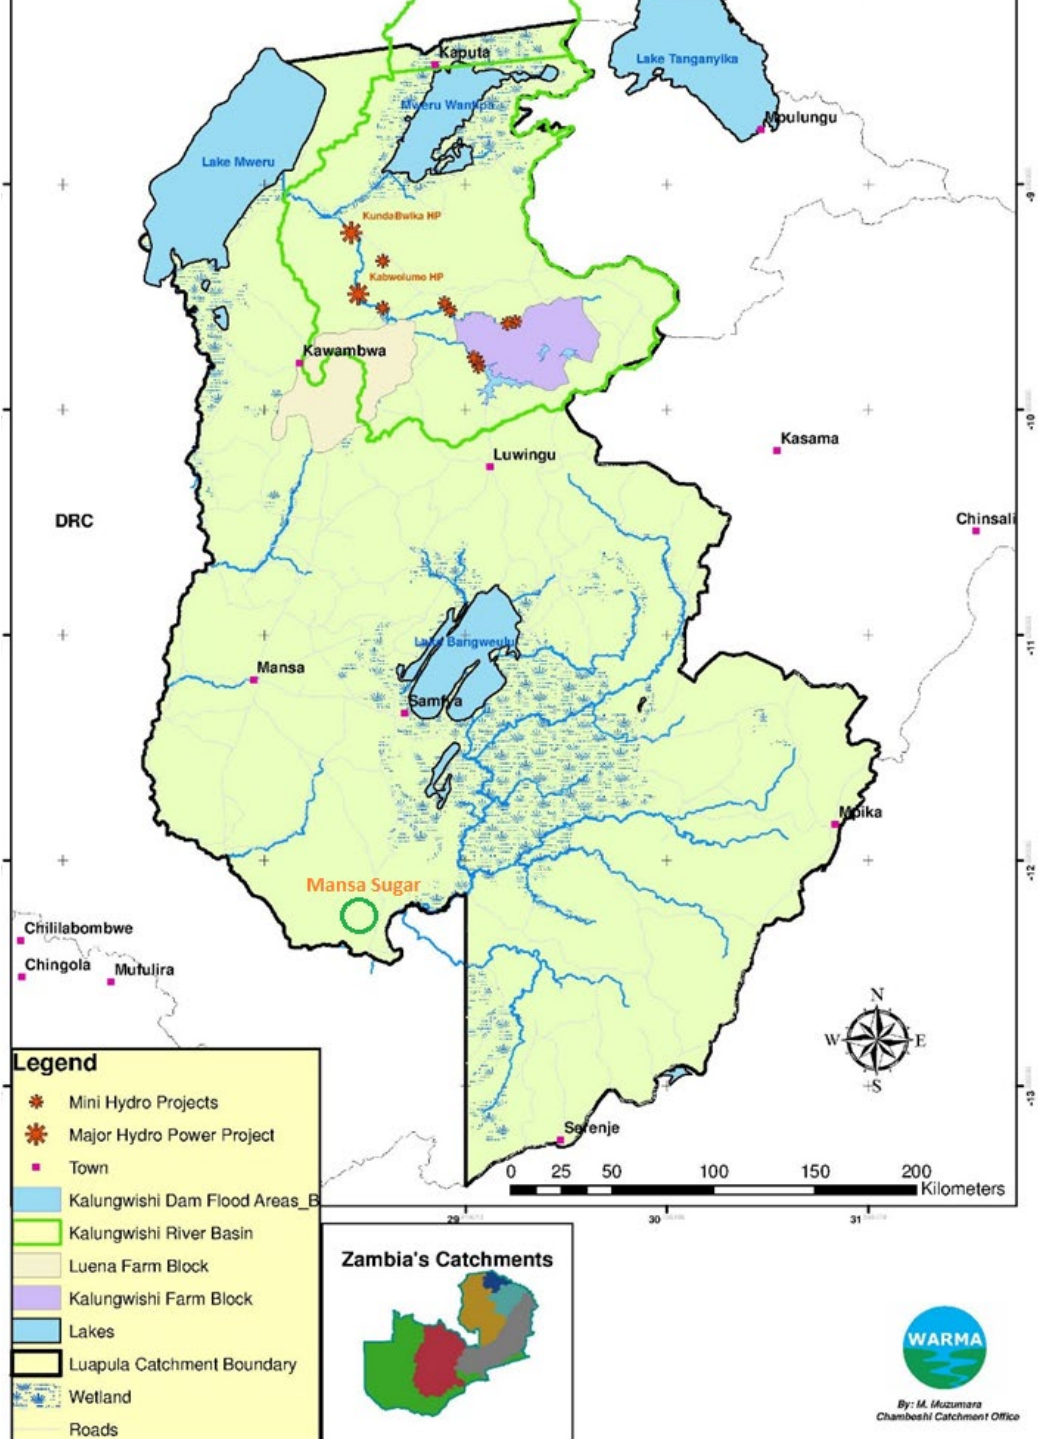 Kaputa
Lake Tanganyika
Mweru Wantipa
Mpulungu
Lake Mweru
-9
KundaBwika HP
Kabwolume HP
Kawambwa
-10
Kasama
Luwingu
DRC
Chinsali
Lake Bangweulu
-11
Mansa
Samfya
Mpika
-12
Mansa Sugar
Chililabombwe
Chingola
Mufulira
N
W
E
S
-13
Serenje
0 25 50 100 150 200
Kilometers
29
30
31
Legend
Mini Hydro Projects
Major Hydro Power Project
Town
Kalungwishi Dam Flood Areas_B
Kalungwishi River Basin
Luena Farm Block
Kalungwishi Farm Block
Lakes
Luapula Catchment Boundary
Wetland
Roads
Zambia's Catchments
WARMA
By: M. Muzumara
Chambeshi Catchment Office